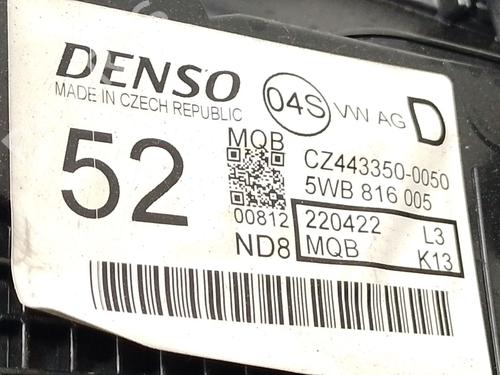 DENSO
MADE IN CZECH REPUBLIC
04S
VW AG
D
52
MQB
CZ443350-0050
5WB 816 005
00812
220422 L3
ND8
MQB K13